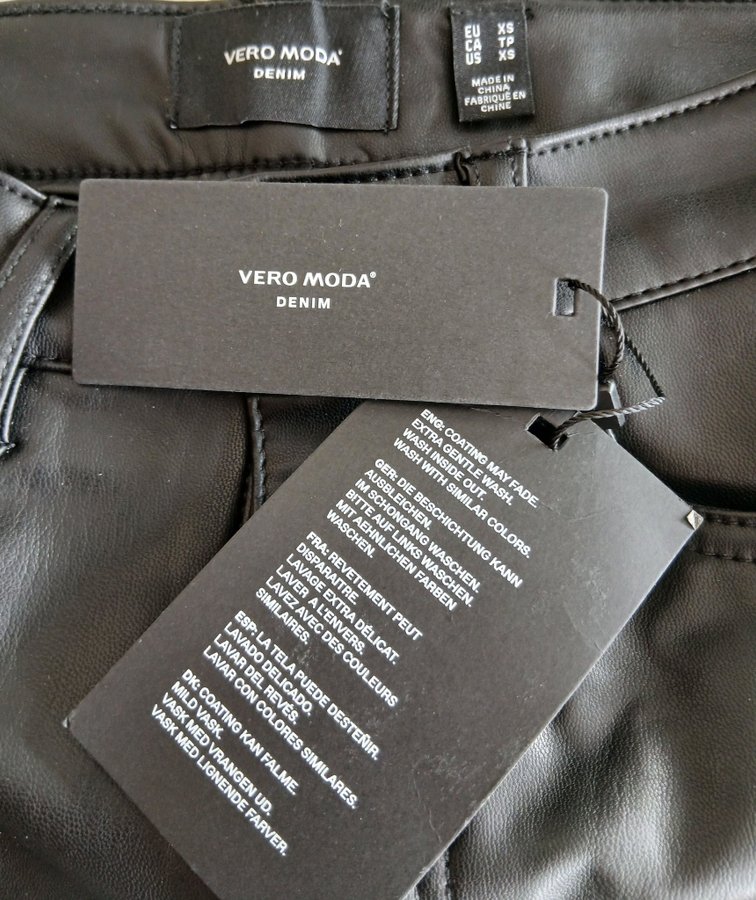 VERO MODA®
DENIM
EU XS
CA TP
US XS
MADE IN
CHINA
FABRIQUÉ EN
CHINE
VERO MODA®
DENIM
ENG: COATING MAY FADE.
EXTRA GENTLE WASH.
WASH INSIDE OUT.
WASH WITH SIMILAR COLORS.
GER: DIE BESCHICHTUNG KANN
AUSBLEICHEN.
IM SCHONGANG WASCHEN.
BITTE AUF LINKS WASCHEN.
MIT AEHNLICHEN FARBEN
WASCHEN.
FRA: REVETEMENT PEUT
DISPARAITRE.
LAVAGE EXTRA DÉLICAT.
LAVER A L'ENVERS.
LAVEZ AVEC DES COULEURS
SIMILAIRES.
ESP: LA TELA PUEDE DESTEÑIR.
LAVADO DELICADO.
LAVAR DEL REVÉS.
LAVAR CON COLORES SIMILARES.
DK: COATING KAN FALME.
MILD VASK.
VASK MED VRANGEN UD.
VASK MED LIGNENDE FARVER.